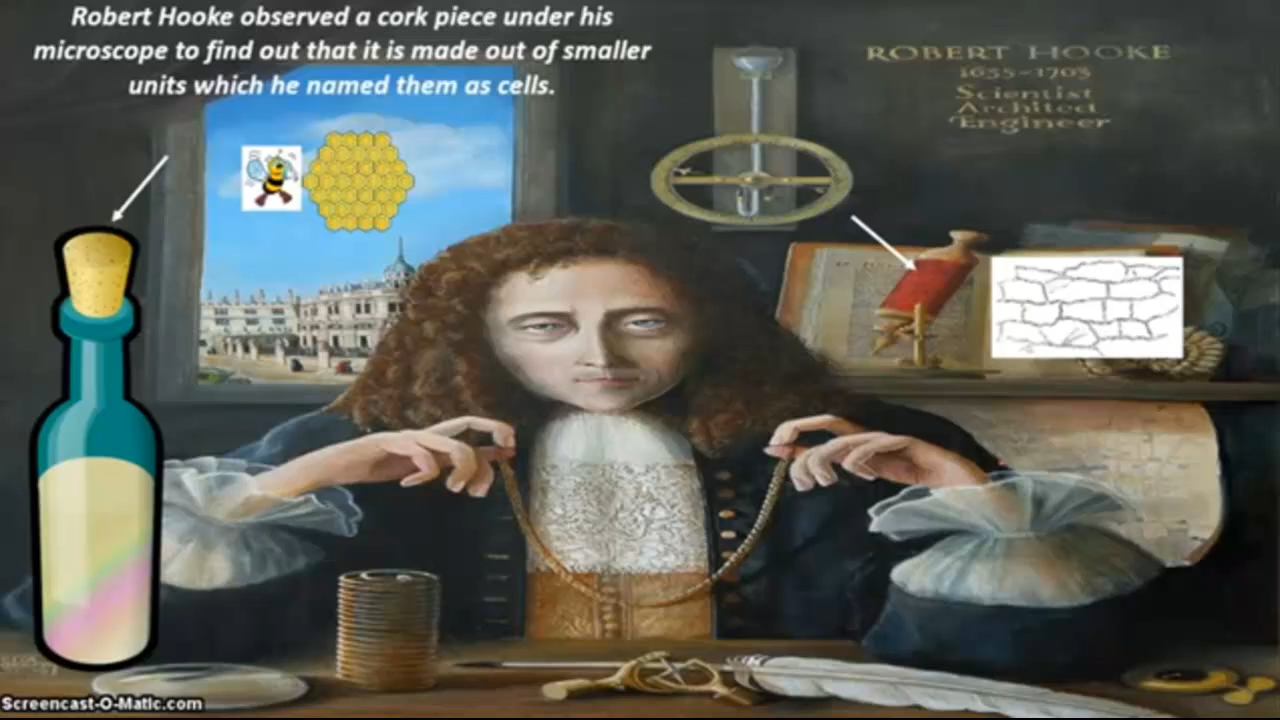 Robert Hooke observed a cork piece under his
microscope to find out that it is made out of smaller
units which he named them as cells.
ROBERT HOOKE
1635-1703
Scientist
Architect
Engineer
Screencast-O-Matic.com